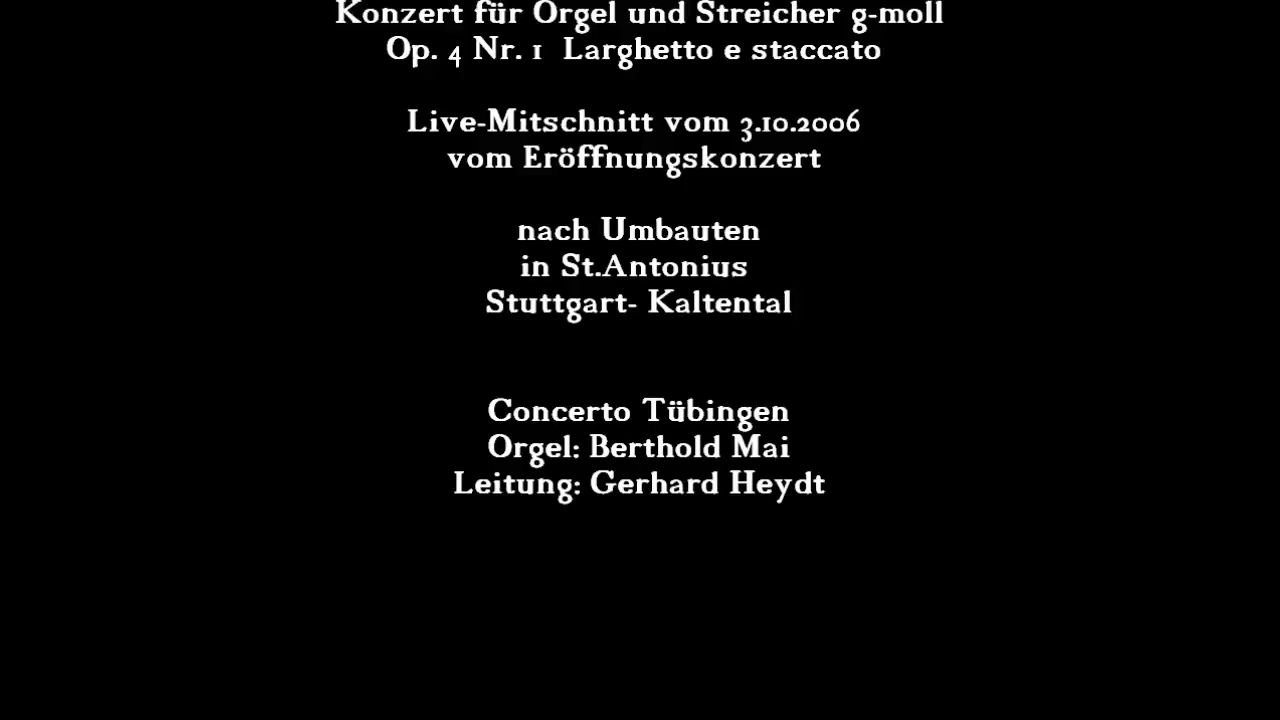 Konzert für Orgel und Streicher g-moll
Op. 4 Nr. 1 Larghetto e staccato
Live-Mitschnitt vom 3.10.2006
vom Eröffnungskonzert
nach Umbauten
in St.Antonius
Stuttgart- Kaltental
Concerto Tübingen
Orgel: Berthold Mai
Leitung: Gerhard Heydt